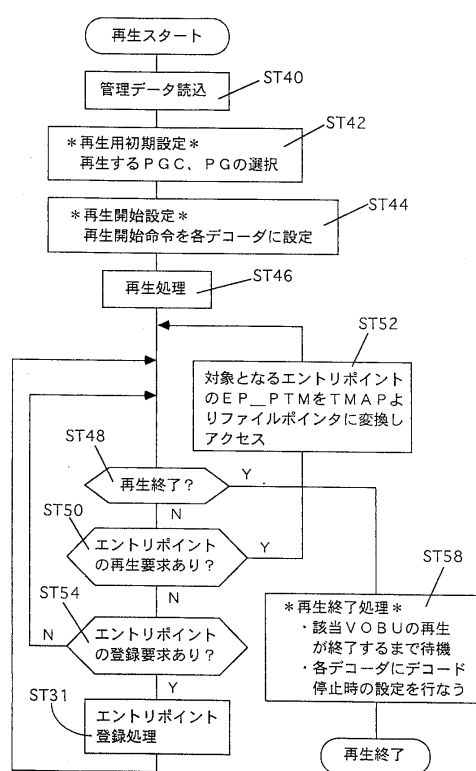 再生スタート
管理データ読込
ST40
ST42
＊再生用初期設定＊
再生するＰＧＣ、ＰＧの選択
ST44
＊再生開始設定＊
再生開始命令を各デコーダに設定
再生処理
ST46
ST52
対象となるエントリポイント
のＥＰ＿ＰＴＭをＴＭＡＰよ
りファイルポインタに変換し
アクセス
ST48
再生終了？
Y
N
ST50
エントリポイント
の再生要求あり？
Y
N
ST54
エントリポイント
の登録要求あり？
N
Y
ST58
＊再生終了処理＊
・該当ＶＯＢＵの再生
が終了するまで待機
・各デコーダにデコード
停止時の設定を行なう
ST31
エントリポイント
登録処理
再生終了